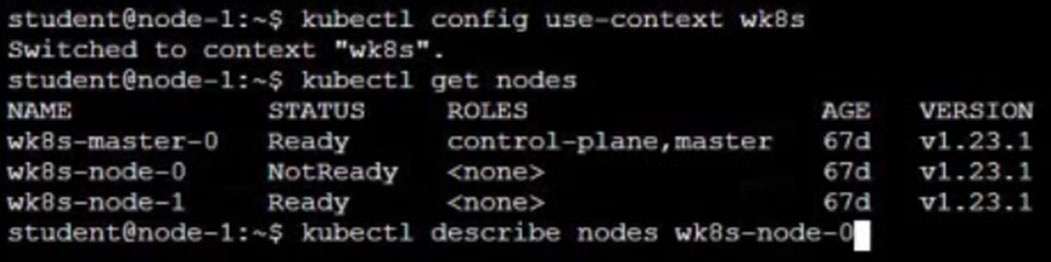 student@node-1:~$ kubectl config use-context wk8s
Switched to context "wk8s".
student@node-1:~$ kubectl get nodes
NAME STATUS ROLES AGE VERSION
wk8s-master-0 Ready control-plane,master 67d v1.23.1
wk8s-node-0 NotReady <none> 67d v1.23.1
wk8s-node-1 Ready <none> 67d v1.23.1
student@node-1:~$ kubectl describe nodes wk8s-node-0